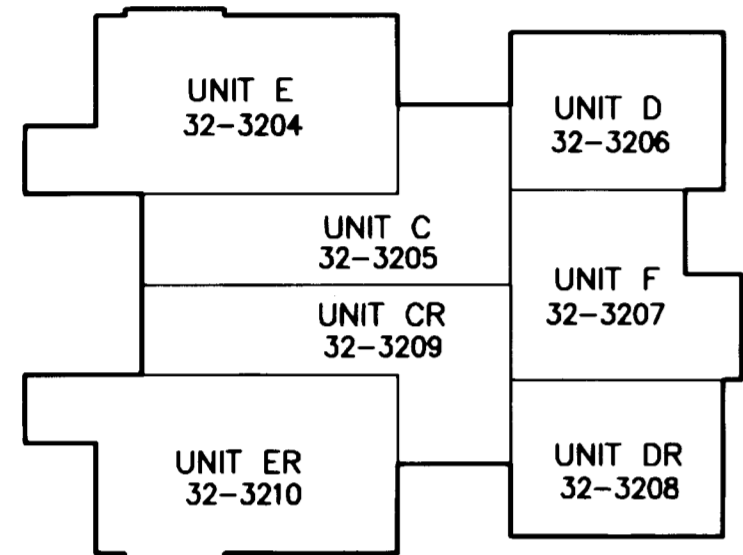 UNIT E
32-3204
UNIT D
32-3206
UNIT C
32-3205
UNIT F
32-3207
UNIT CR
32-3209
UNIT ER
32-3210
UNIT DR
32-3208